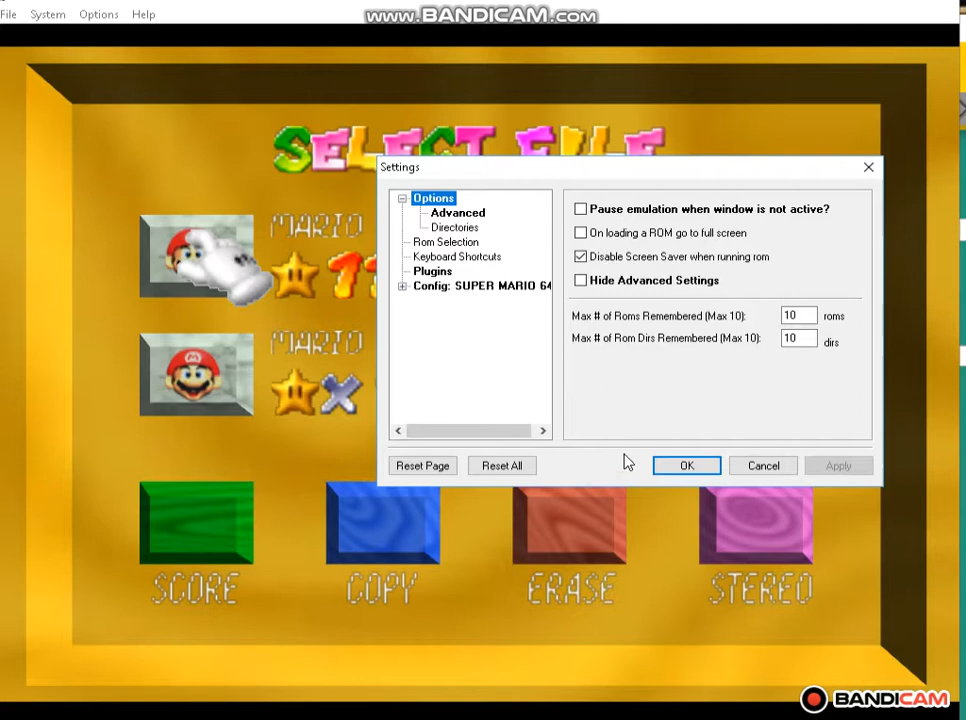 File System Options Help
www.BANDICAM.com
SELECT FILE
Settings
Options
Advanced
Directories
Rom Selection
Keyboard Shortcuts
Plugins
Config: SUPER MARIO 64
Pause emulation when window is not active?
On loading a ROM go to full screen
Disable Screen Saver when running rom
Hide Advanced Settings
Max # of Roms Remembered (Max 10): 10 roms
Max # of Rom Dirs Remembered (Max 10): 10 dirs
Reset Page Reset All OK Cancel Apply
MARIO
MARIO
SCORE COPY ERASE STEREO
BANDICAM